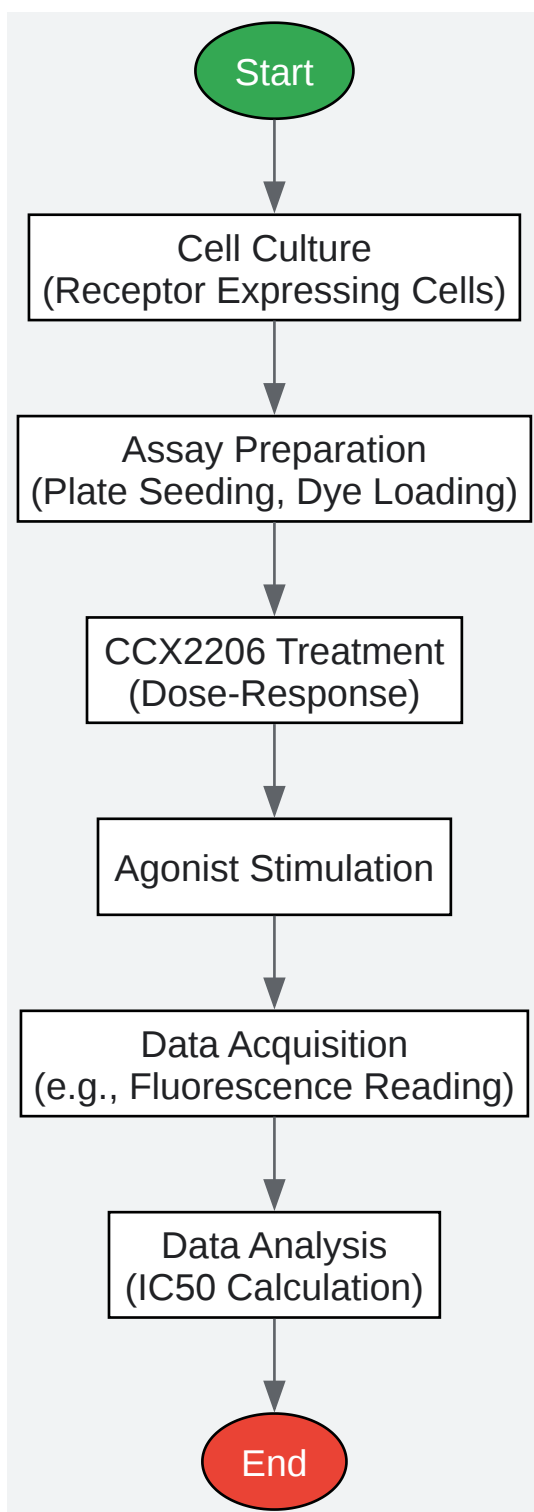 Start
Cell Culture
(Receptor Expressing Cells)
Assay Preparation
(Plate Seeding, Dye Loading)
CCX2206 Treatment
(Dose-Response)
Agonist Stimulation
Data Acquisition
(e.g., Fluorescence Reading)
Data Analysis
(IC50 Calculation)
End